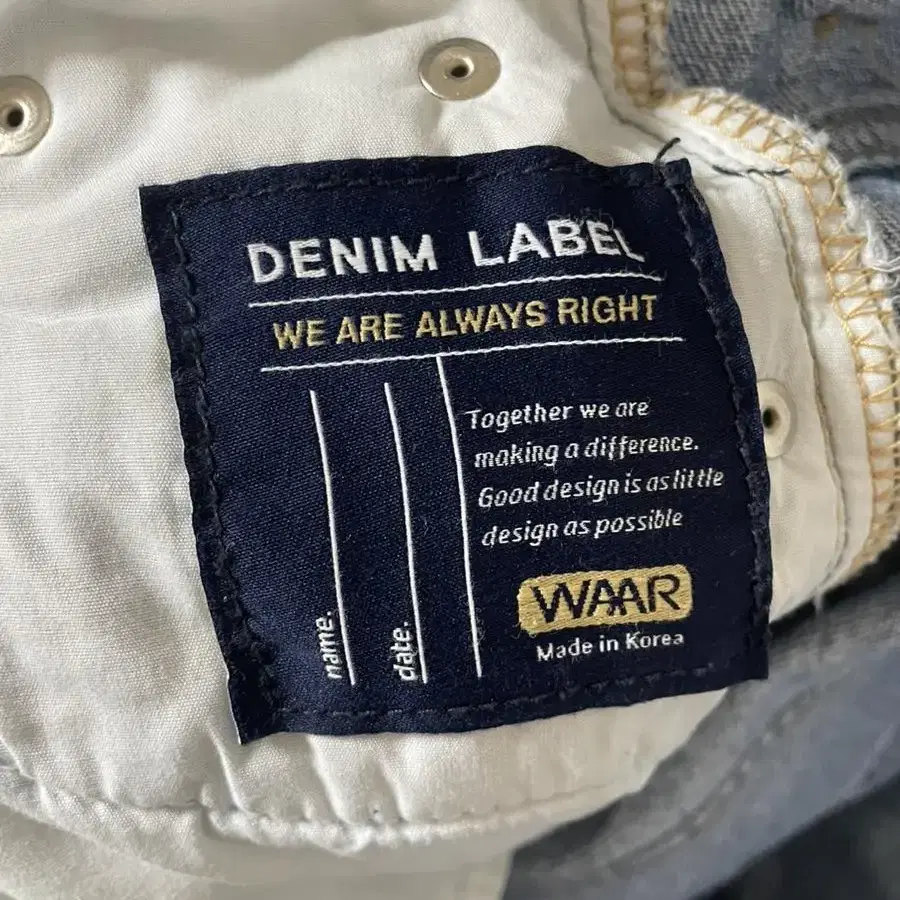 DENIM LABEL
WE ARE ALWAYS RIGHT
Together we are
making a difference.
Good design is as little
design as possible
WAAR
Made in Korea
name.
date.